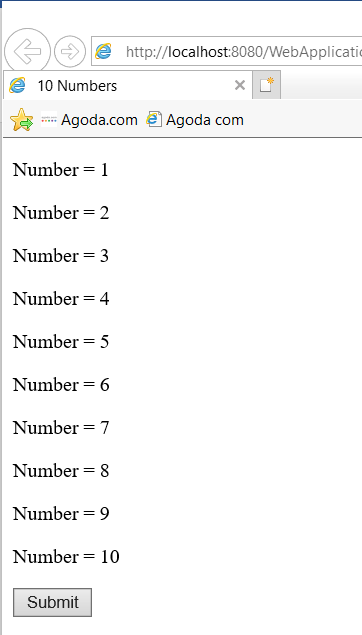 http://localhost:8080/WebApplicatio
10 Numbers
Agoda.com Agoda com
Number = 1
Number = 2
Number = 3
Number = 4
Number = 5
Number = 6
Number = 7
Number = 8
Number = 9
Number = 10
Submit